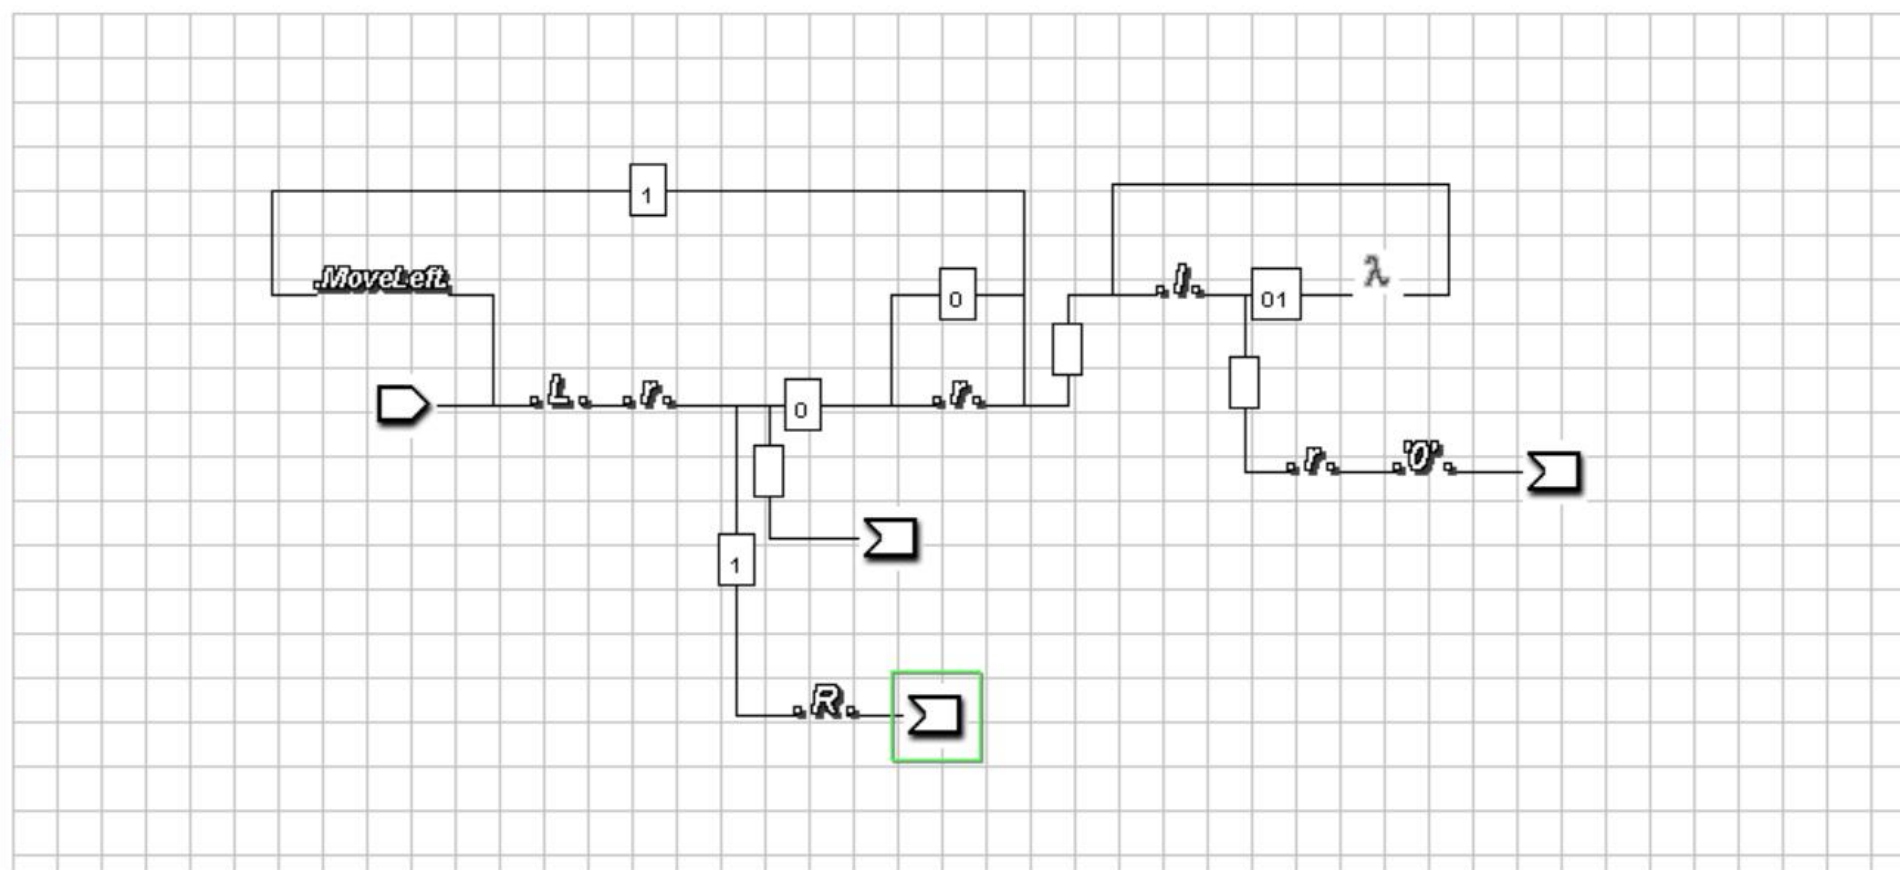 1
.MoveLeft.
0
.l.
01
λ
.L.
.r.
0
.r.
.r.
.'0'.
1
.R.